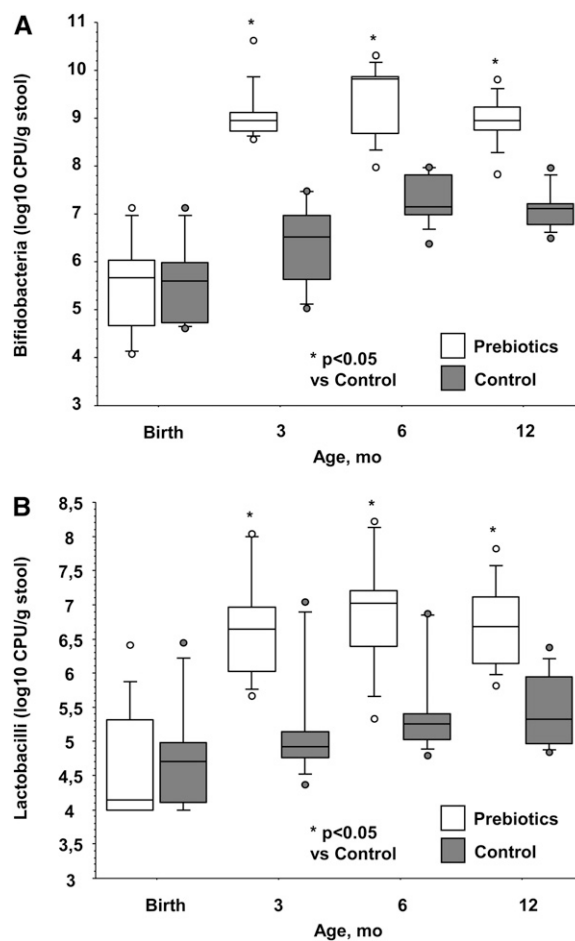 A
Bifidobacteria (log10 CPU/g stool)
11
10
9
8
7
6
5
4
3
*
*
*
* p<0.05
vs Control
Prebiotics
Control
Birth
3
6
12
Age, mo
B
Lactobacilli (log10 CPU/g stool)
8,5
8
7,5
7
6,5
6
5,5
5
4,5
4
3,5
3
*
*
*
* p<0.05
vs Control
Prebiotics
Control
Birth
3
6
12
Age, mo